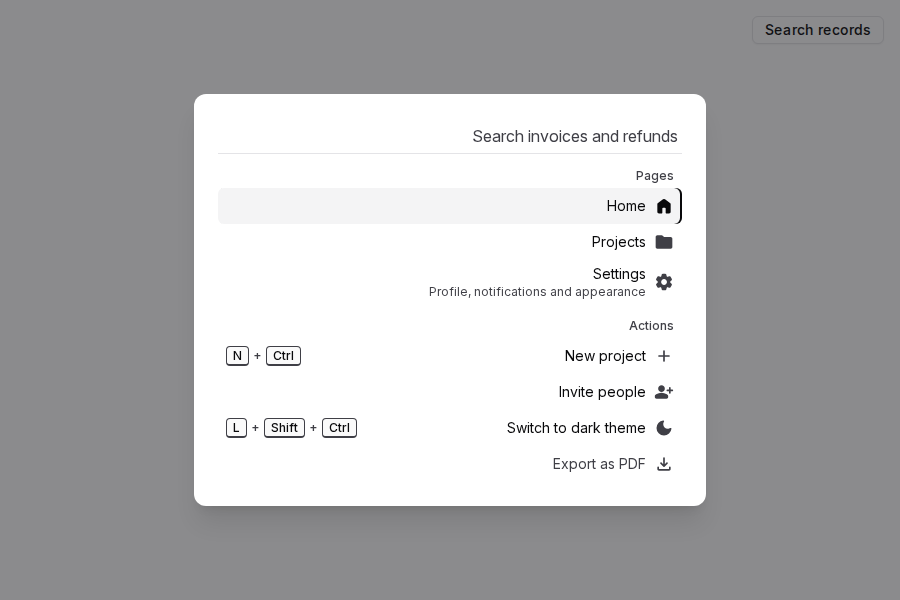 Search records
Search invoices and refunds
Pages
Home
Projects
Settings
Profile, notifications and appearance
Actions
New project
N + Ctrl
Invite people
Switch to dark theme
L + Shift + Ctrl
Export as PDF